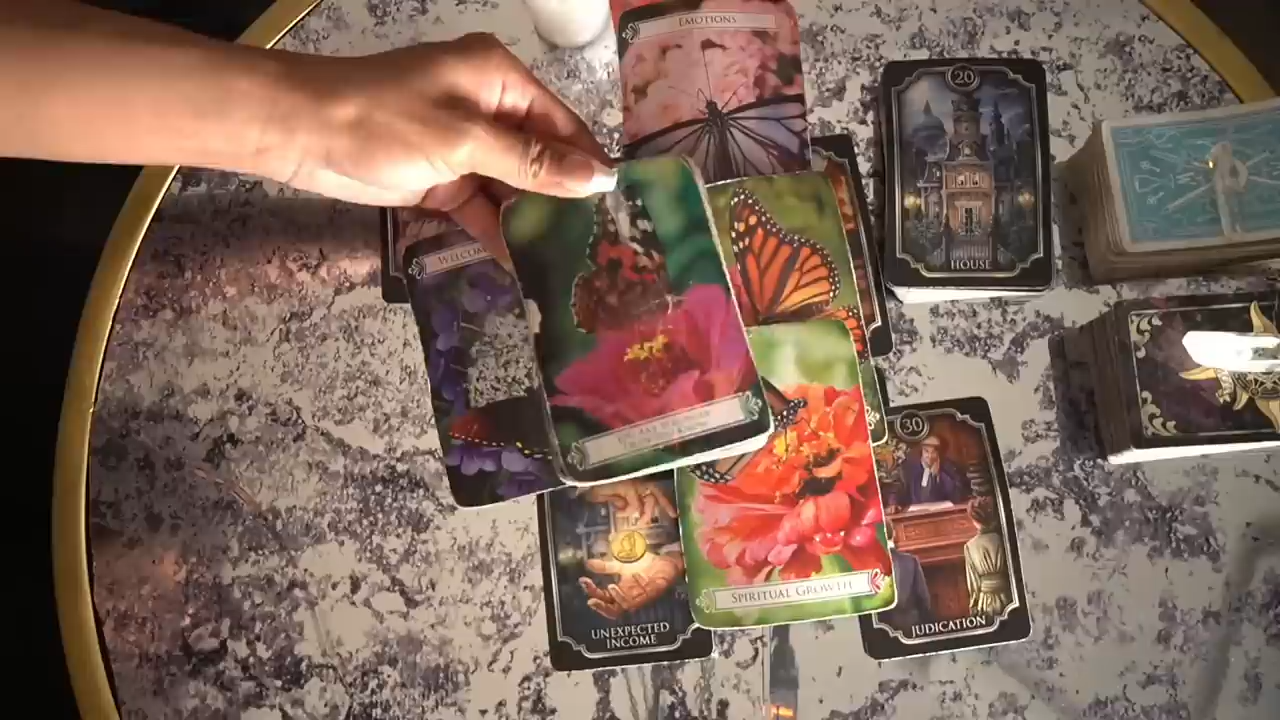 EMOTIONS
20
HOUSE
WELCOM
30
JUDICATION
SPIRITUAL GROWTH
UNEXPECTED
INCOME